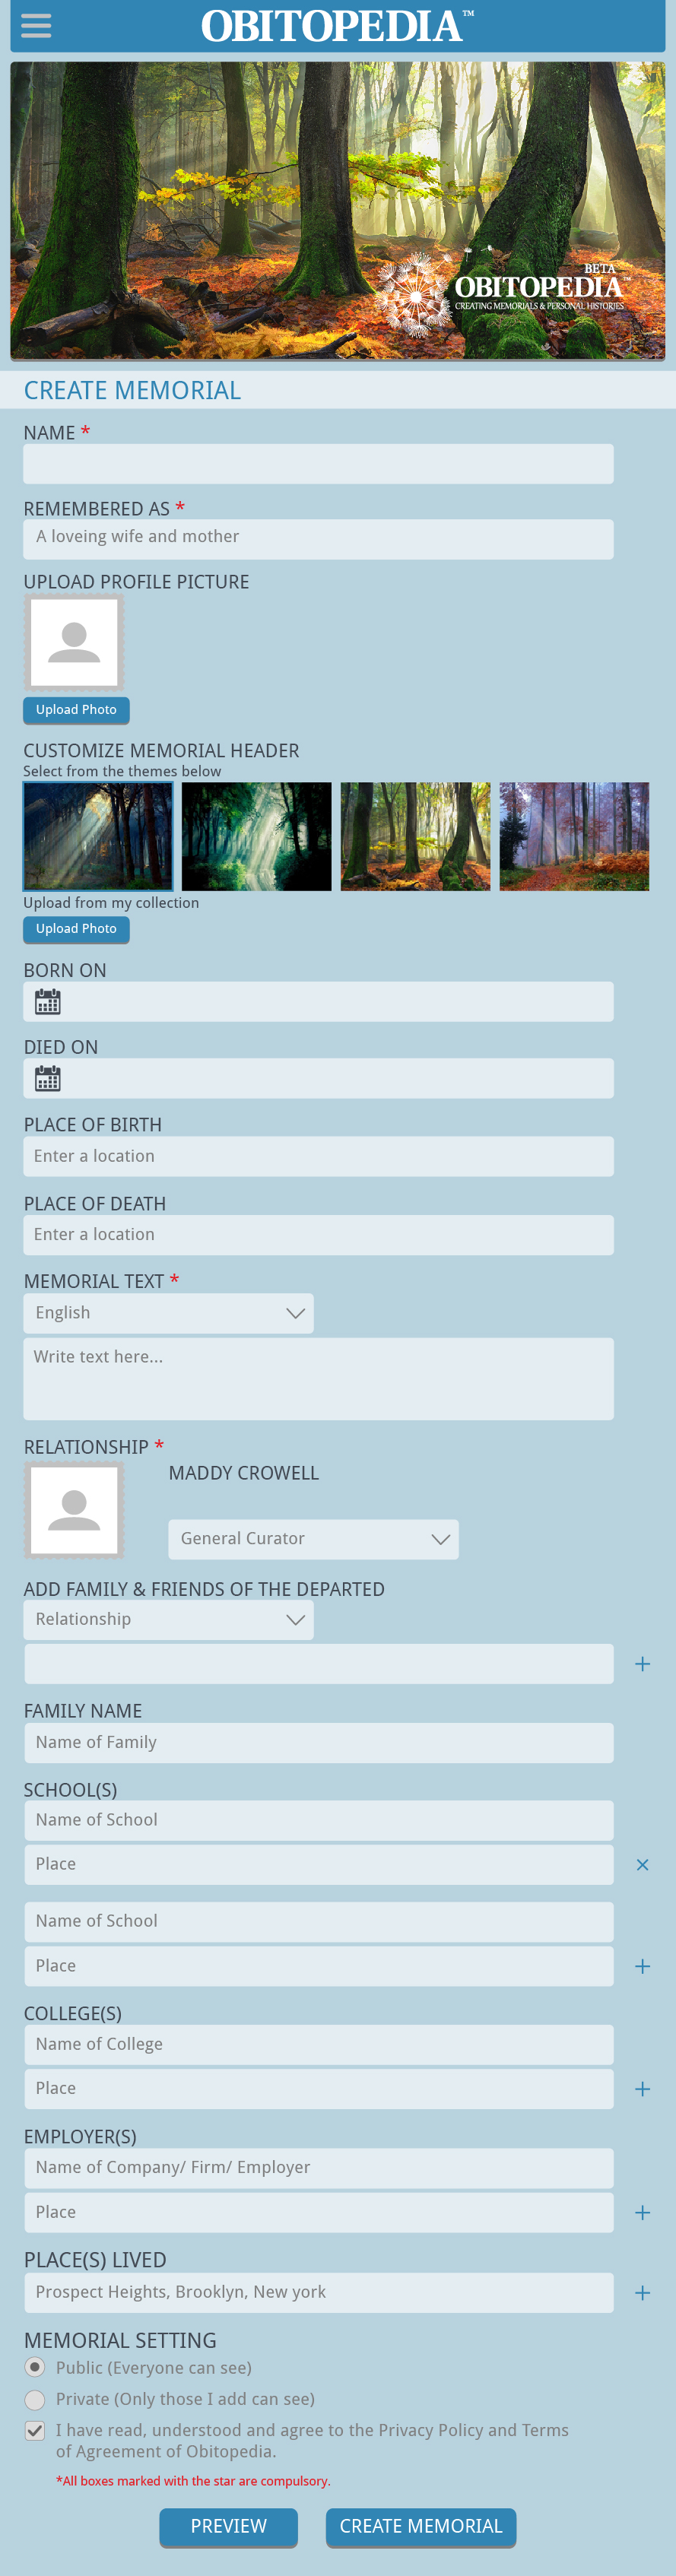 OBITOPEDIA™
BETA
OBITOPEDIA™
CREATING MEMORIALS & PERSONAL HISTORIES
CREATE MEMORIAL
NAME *
REMEMBERED AS *
A loveing wife and mother
UPLOAD PROFILE PICTURE
Upload Photo
CUSTOMIZE MEMORIAL HEADER
Select from the themes below
Upload from my collection
Upload Photo
BORN ON
DIED ON
PLACE OF BIRTH
Enter a location
PLACE OF DEATH
Enter a location
MEMORIAL TEXT *
English
Write text here...
RELATIONSHIP *
MADDY CROWELL
General Curator
ADD FAMILY & FRIENDS OF THE DEPARTED
Relationship
FAMILY NAME
Name of Family
SCHOOL(S)
Name of School
Place
Name of School
Place
COLLEGE(S)
Name of College
Place
EMPLOYER(S)
Name of Company/ Firm/ Employer
Place
PLACE(S) LIVED
Prospect Heights, Brooklyn, New york
MEMORIAL SETTING
Public (Everyone can see)
Private (Only those I add can see)
I have read, understood and agree to the Privacy Policy and Terms
of Agreement of Obitopedia.
*All boxes marked with the star are compulsory.
PREVIEW
CREATE MEMORIAL